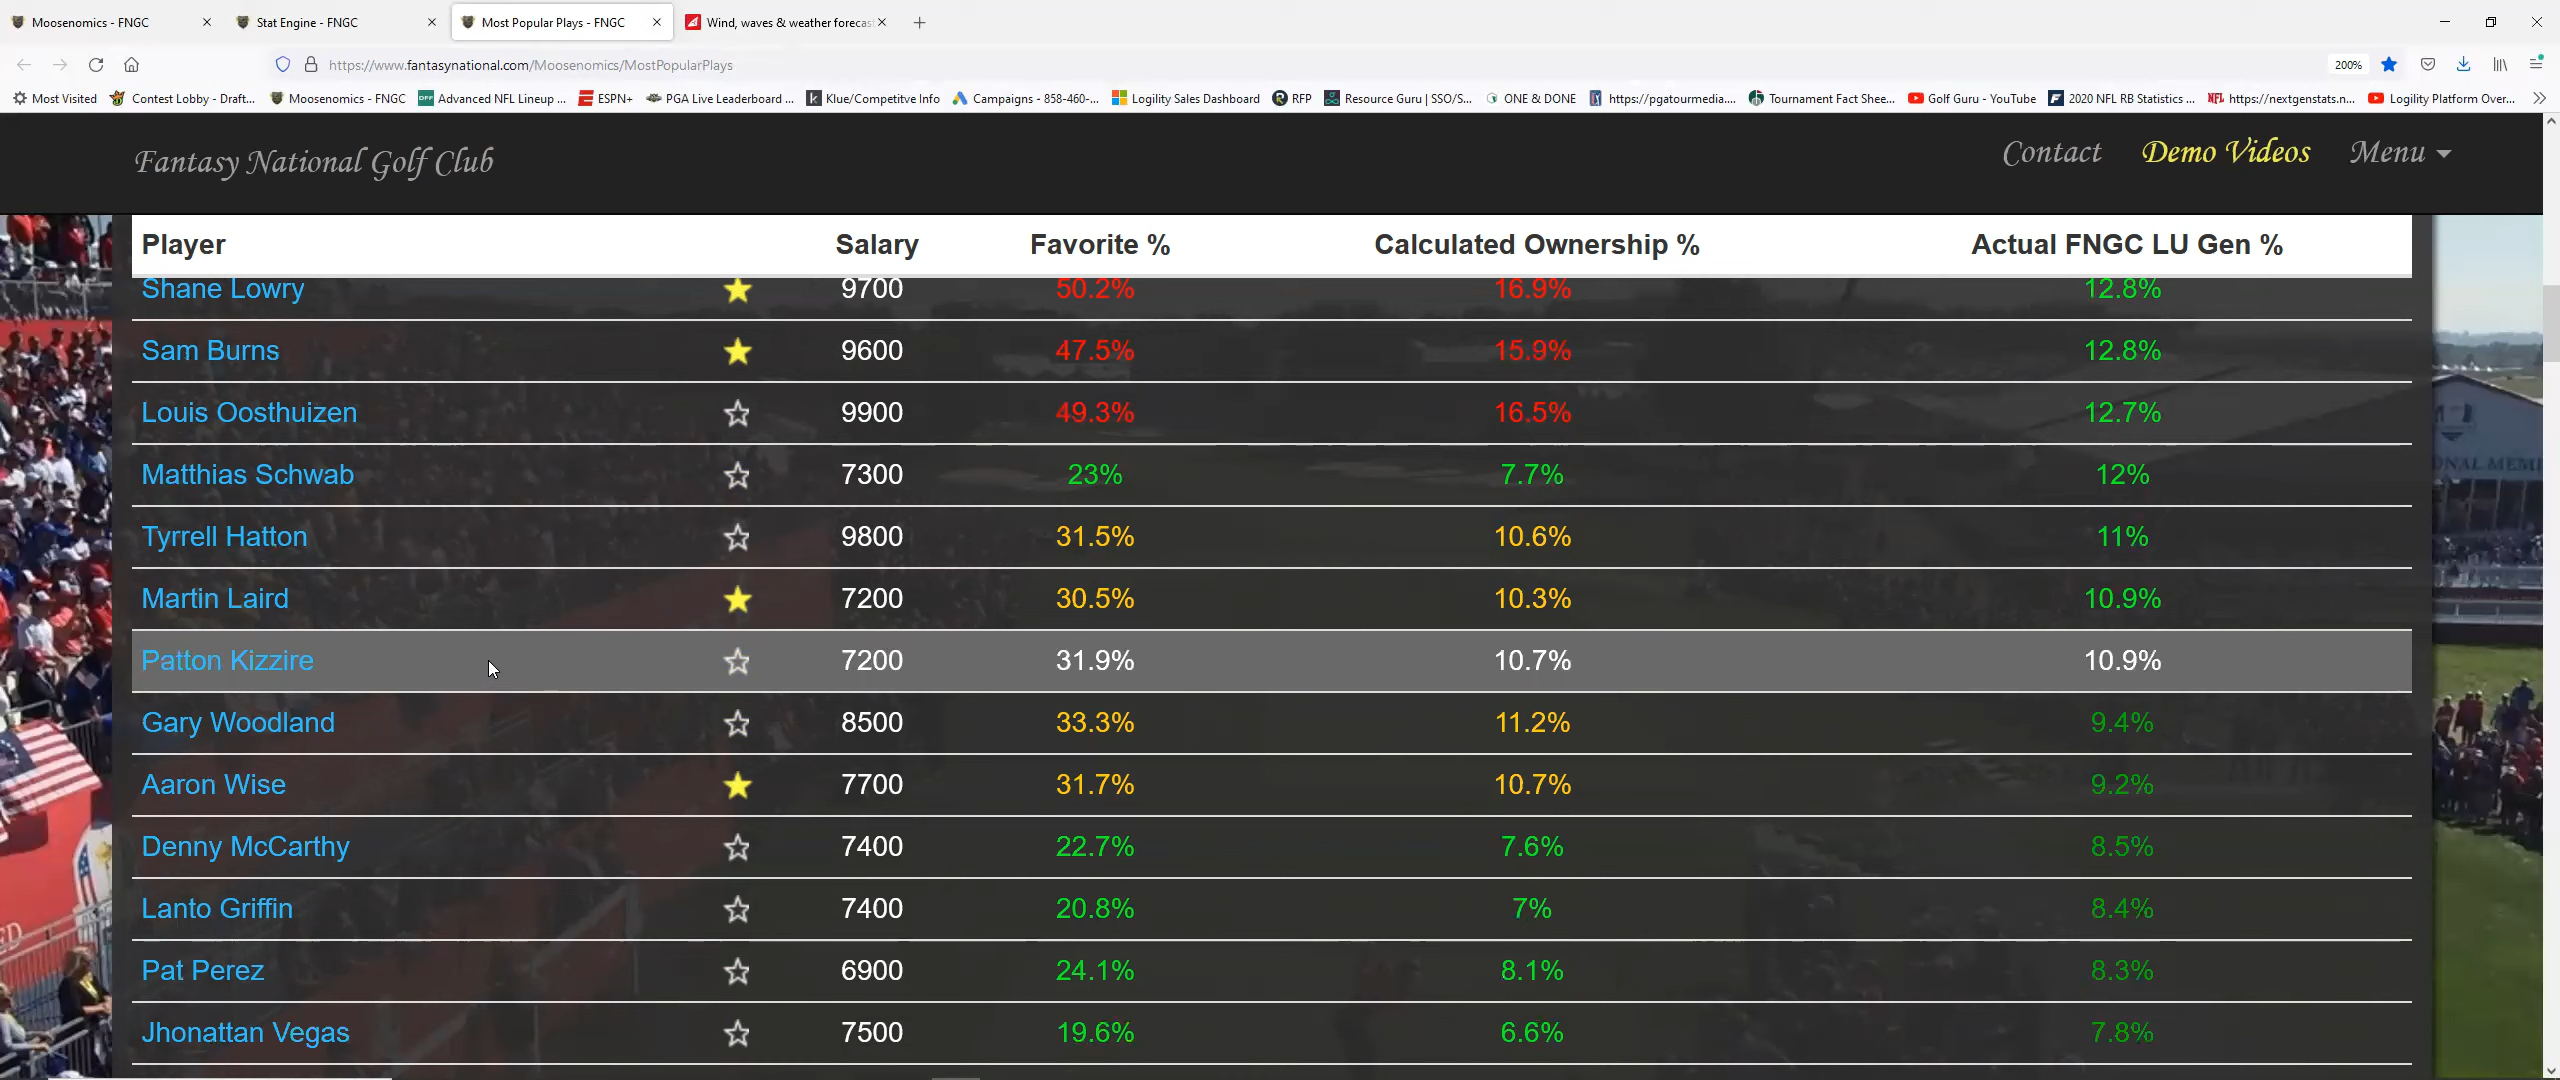 Moosenomics - FNGC
Stat Engine - FNGC
Most Popular Plays - FNGC
Wind, waves & weather forecas
https://www.fantasynational.com/Moosenomics/MostPopularPlays
200%
Most Visited
Contest Lobby - Draft...
Moosenomics - FNGC
Advanced NFL Lineup ...
ESPN+
PGA Live Leaderboard ...
Klue/Competitve Info
Campaigns - 858-460-...
Logility Sales Dashboard
RFP
Resource Guru | SSO/S...
ONE & DONE
https://pgatourmedia....
Tournament Fact Shee...
Golf Guru - YouTube
2020 NFL RB Statistics ...
https://nextgenstats.n...
Logility Platform Over...
Fantasy National Golf Club
Contact Demo Videos Menu
Player Salary Favorite % Calculated Ownership % Actual FNGC LU Gen %
Shane Lowry 9700 50.2% 16.9% 12.8%
Sam Burns 9600 47.5% 15.9% 12.8%
Louis Oosthuizen 9900 49.3% 16.5% 12.7%
Matthias Schwab 7300 23% 7.7% 12%
Tyrrell Hatton 9800 31.5% 10.6% 11%
Martin Laird 7200 30.5% 10.3% 10.9%
Patton Kizzire 7200 31.9% 10.7% 10.9%
Gary Woodland 8500 33.3% 11.2% 9.4%
Aaron Wise 7700 31.7% 10.7% 9.2%
Denny McCarthy 7400 22.7% 7.6% 8.5%
Lanto Griffin 7400 20.8% 7% 8.4%
Pat Perez 6900 24.1% 8.1% 8.3%
Jhonattan Vegas 7500 19.6% 6.6% 7.8%